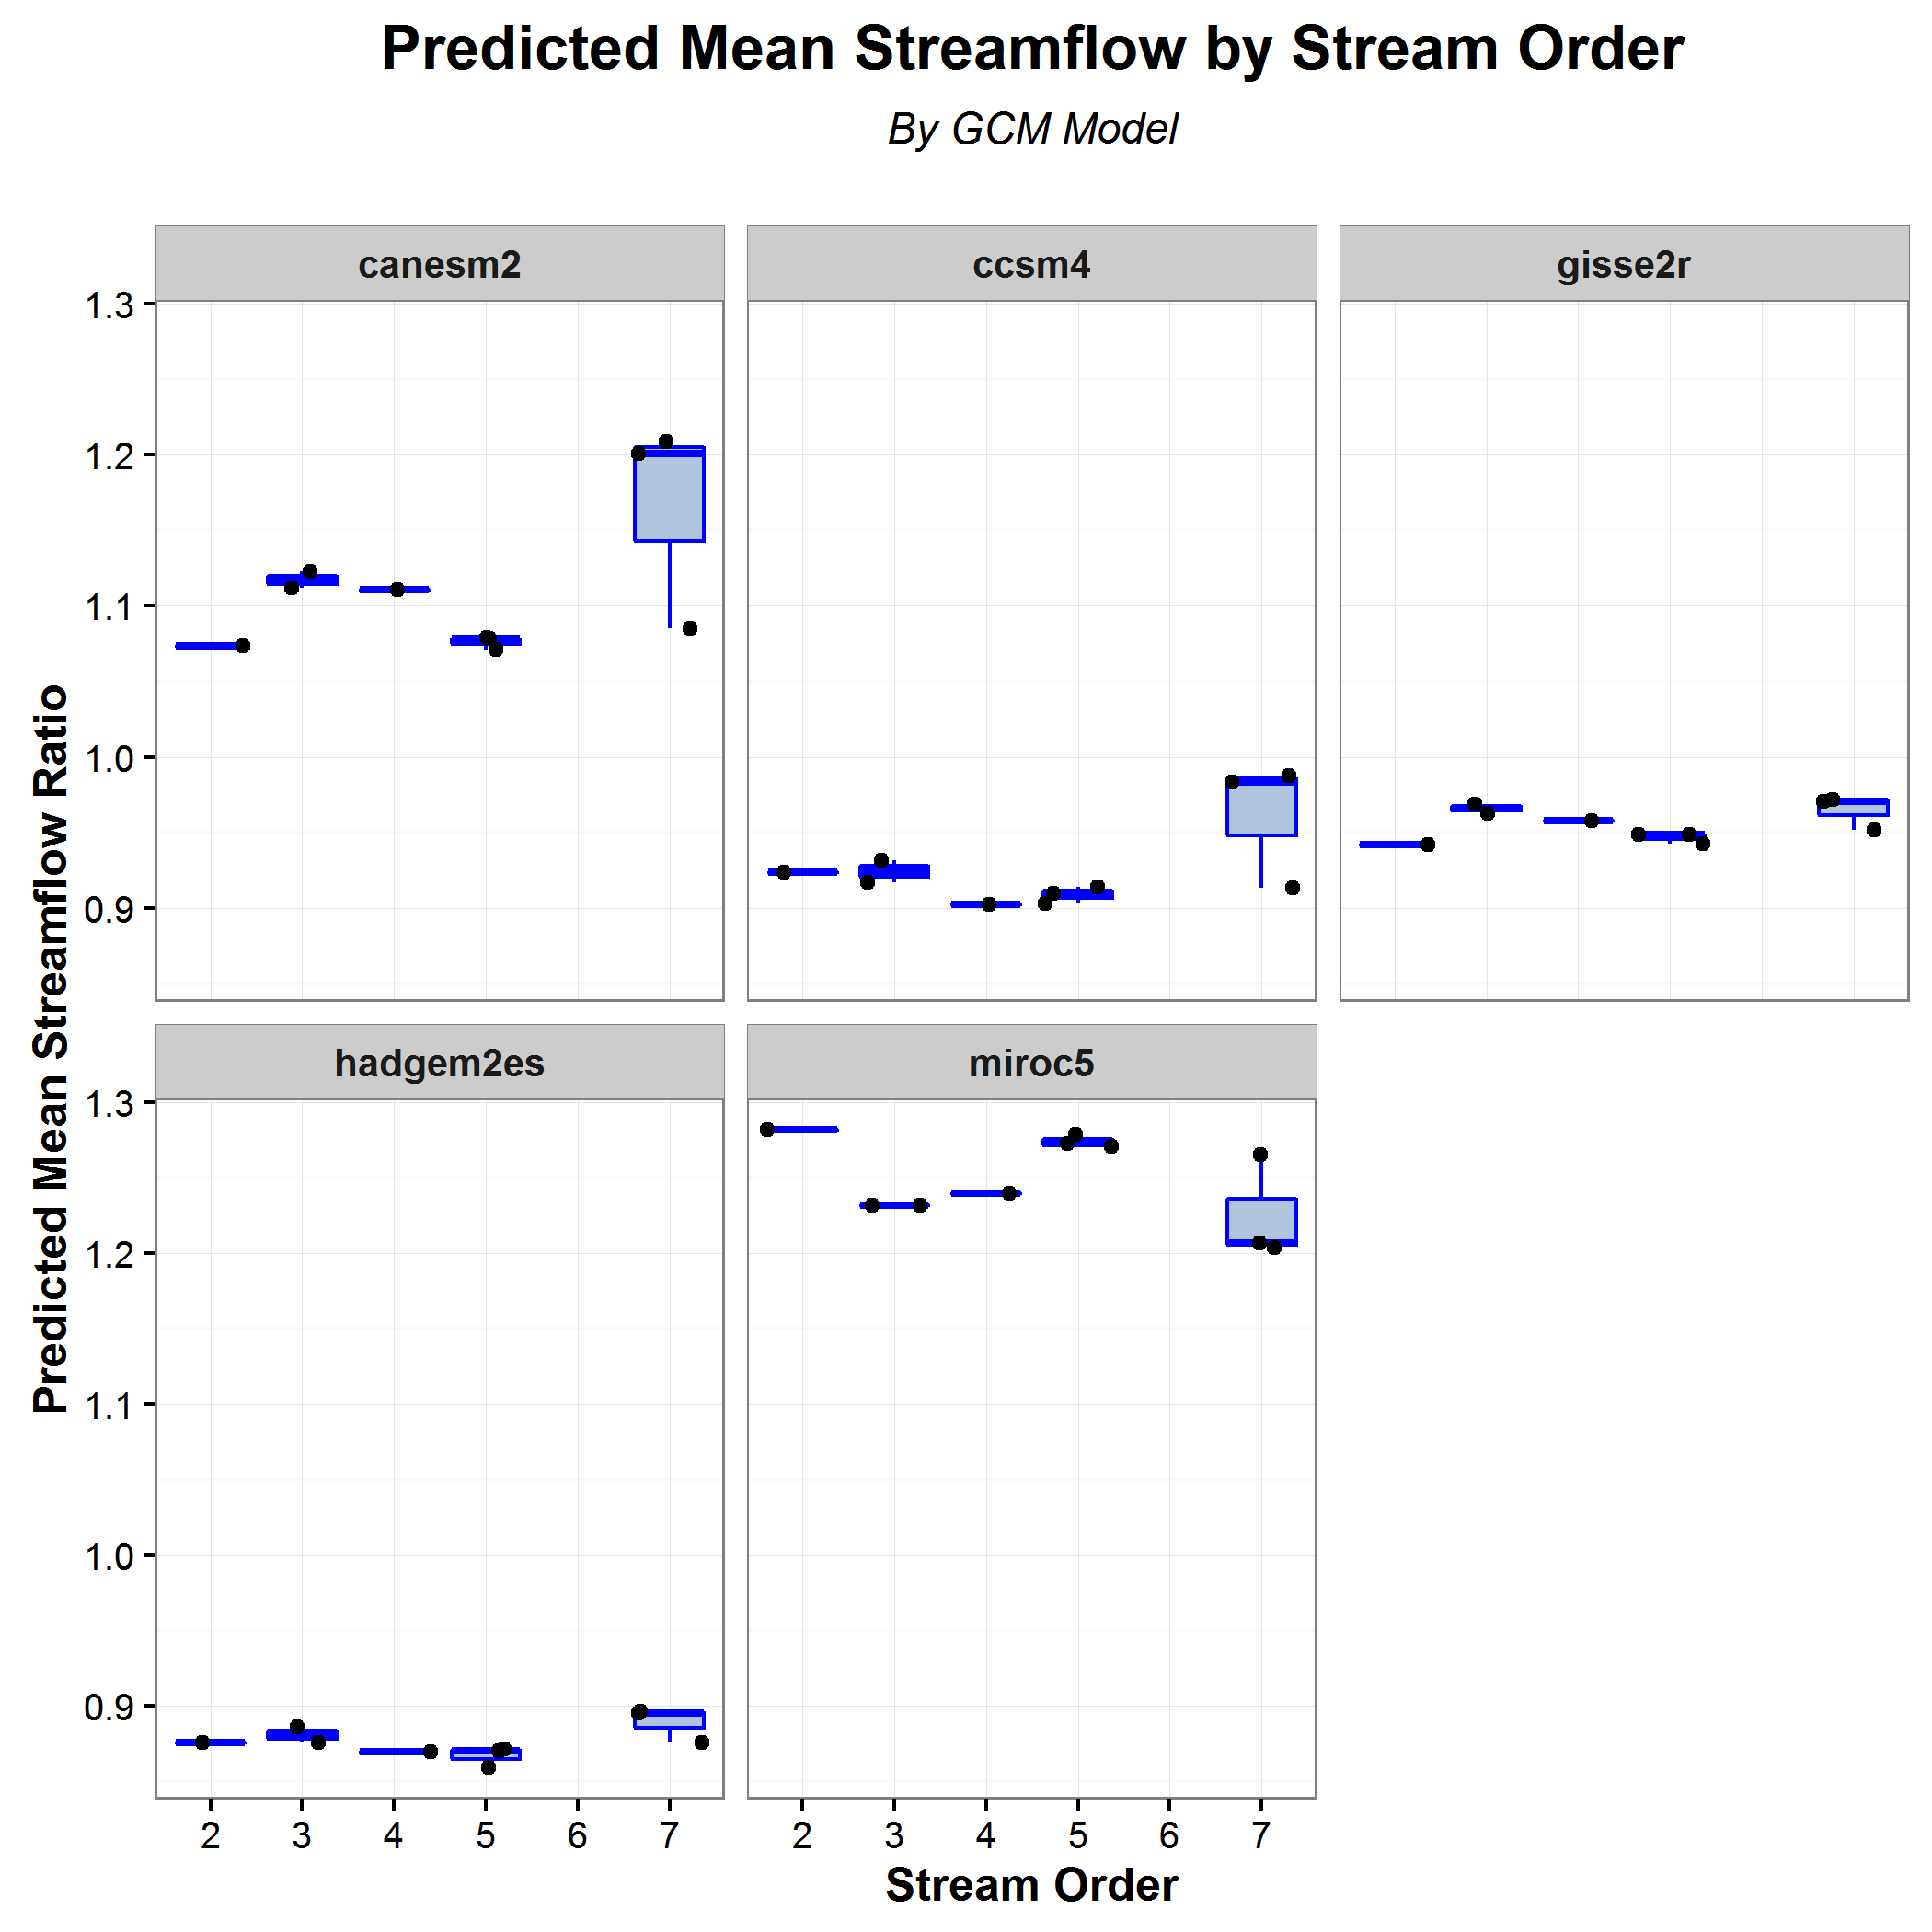 Predicted Mean Streamflow by Stream Order
By GCM Model
canesm2
ccsm4
gisse2r
1.3
1.2
1.1
1.0
0.9
Predicted Mean Streamflow Ratio
hadgem2es
miroc5
1.3
1.2
1.1
1.0
0.9
2 3 4 5 6 7
2 3 4 5 6 7
Stream Order